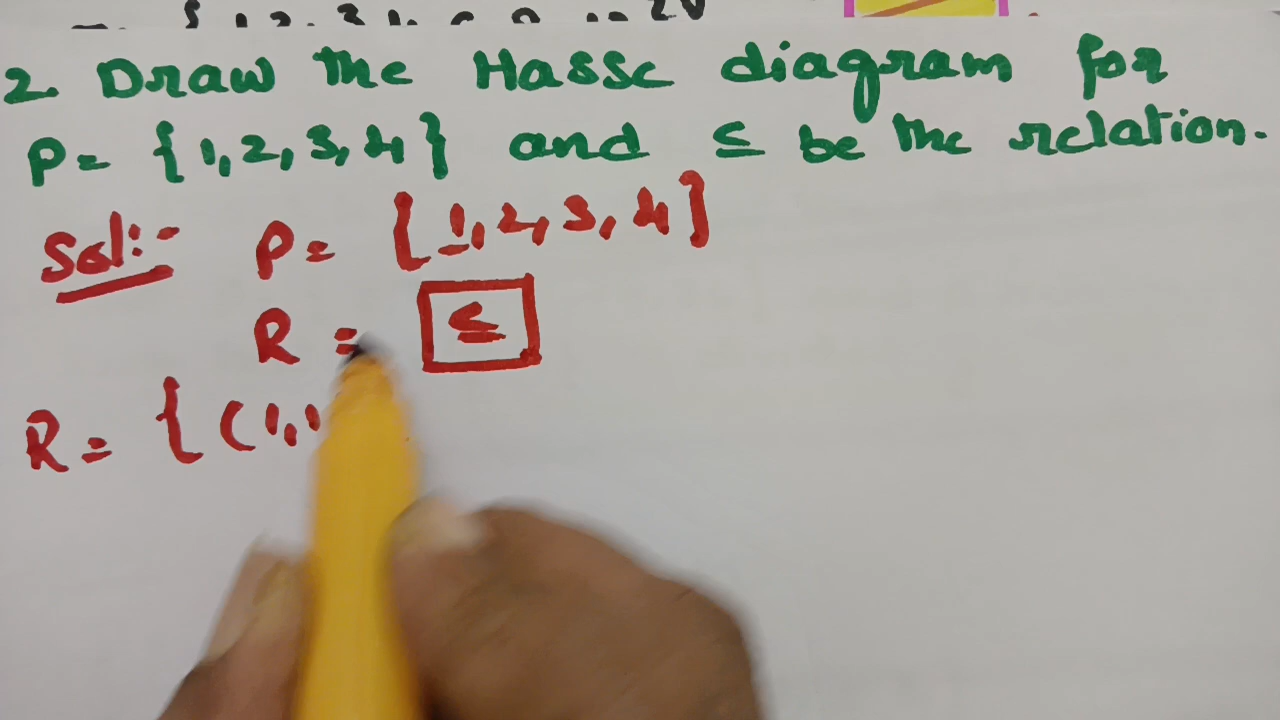 2. Draw the Hasse diagram for
P = {1, 2, 3, 4} and ≤ be the relation.
Sol:- P = {1, 2, 3, 4}
R = ≤
R = { (1, 1